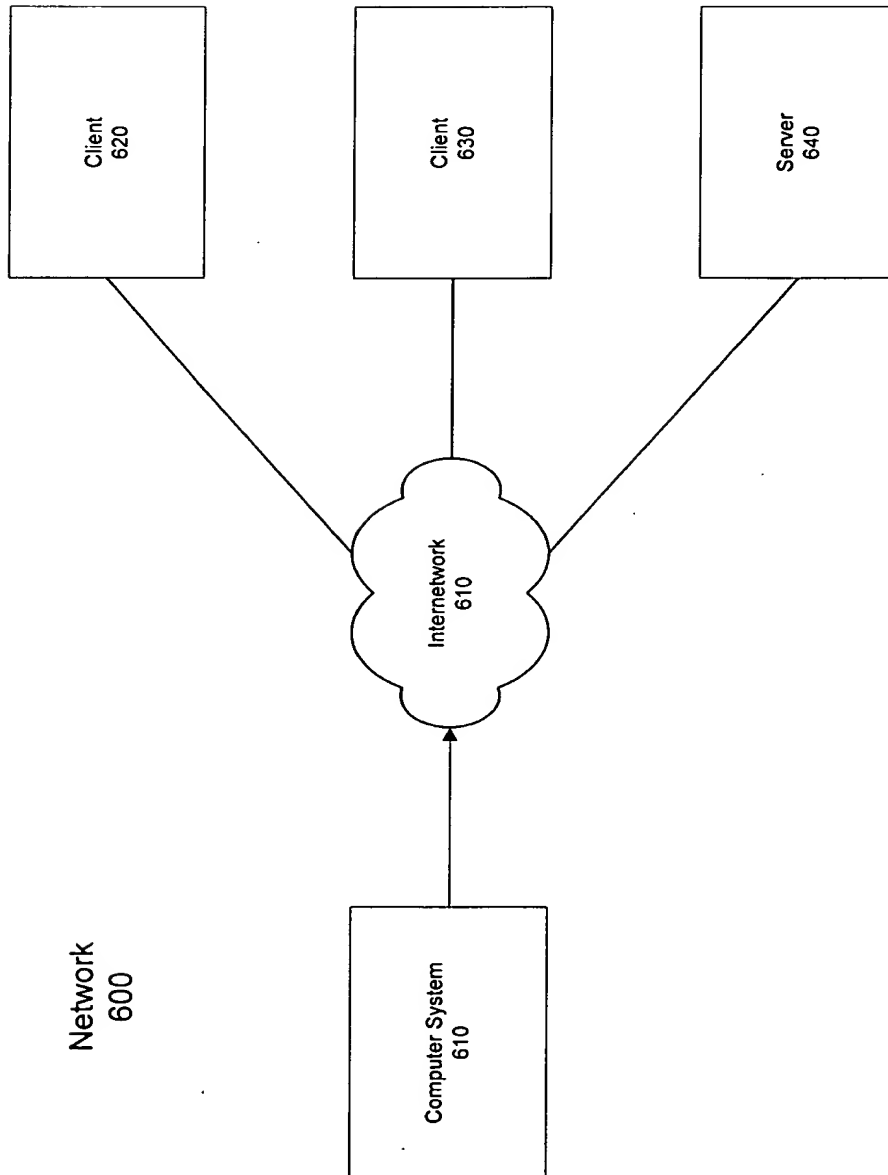 Network
600
Computer System
610
Internetwork
610
Client
620
Client
630
Server
640